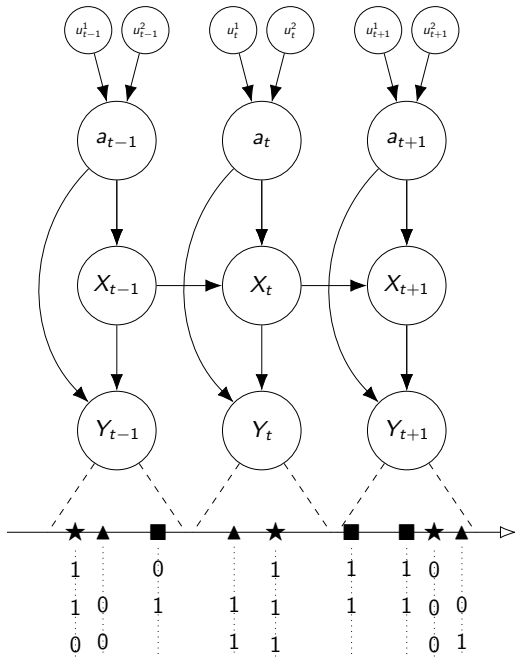 u¹ₜ₋₁ u²ₜ₋₁ u¹ₜ u²ₜ u¹ₜ₊₁ u²ₜ₊₁
aₜ₋₁ aₜ aₜ₊₁
Xₜ₋₁ Xₜ Xₜ₊₁
Yₜ₋₁ Yₜ Yₜ₊₁
1 0 1 1 1 0
1 0 1 1 1 1 1 0 0
0 0 1 1 0 1